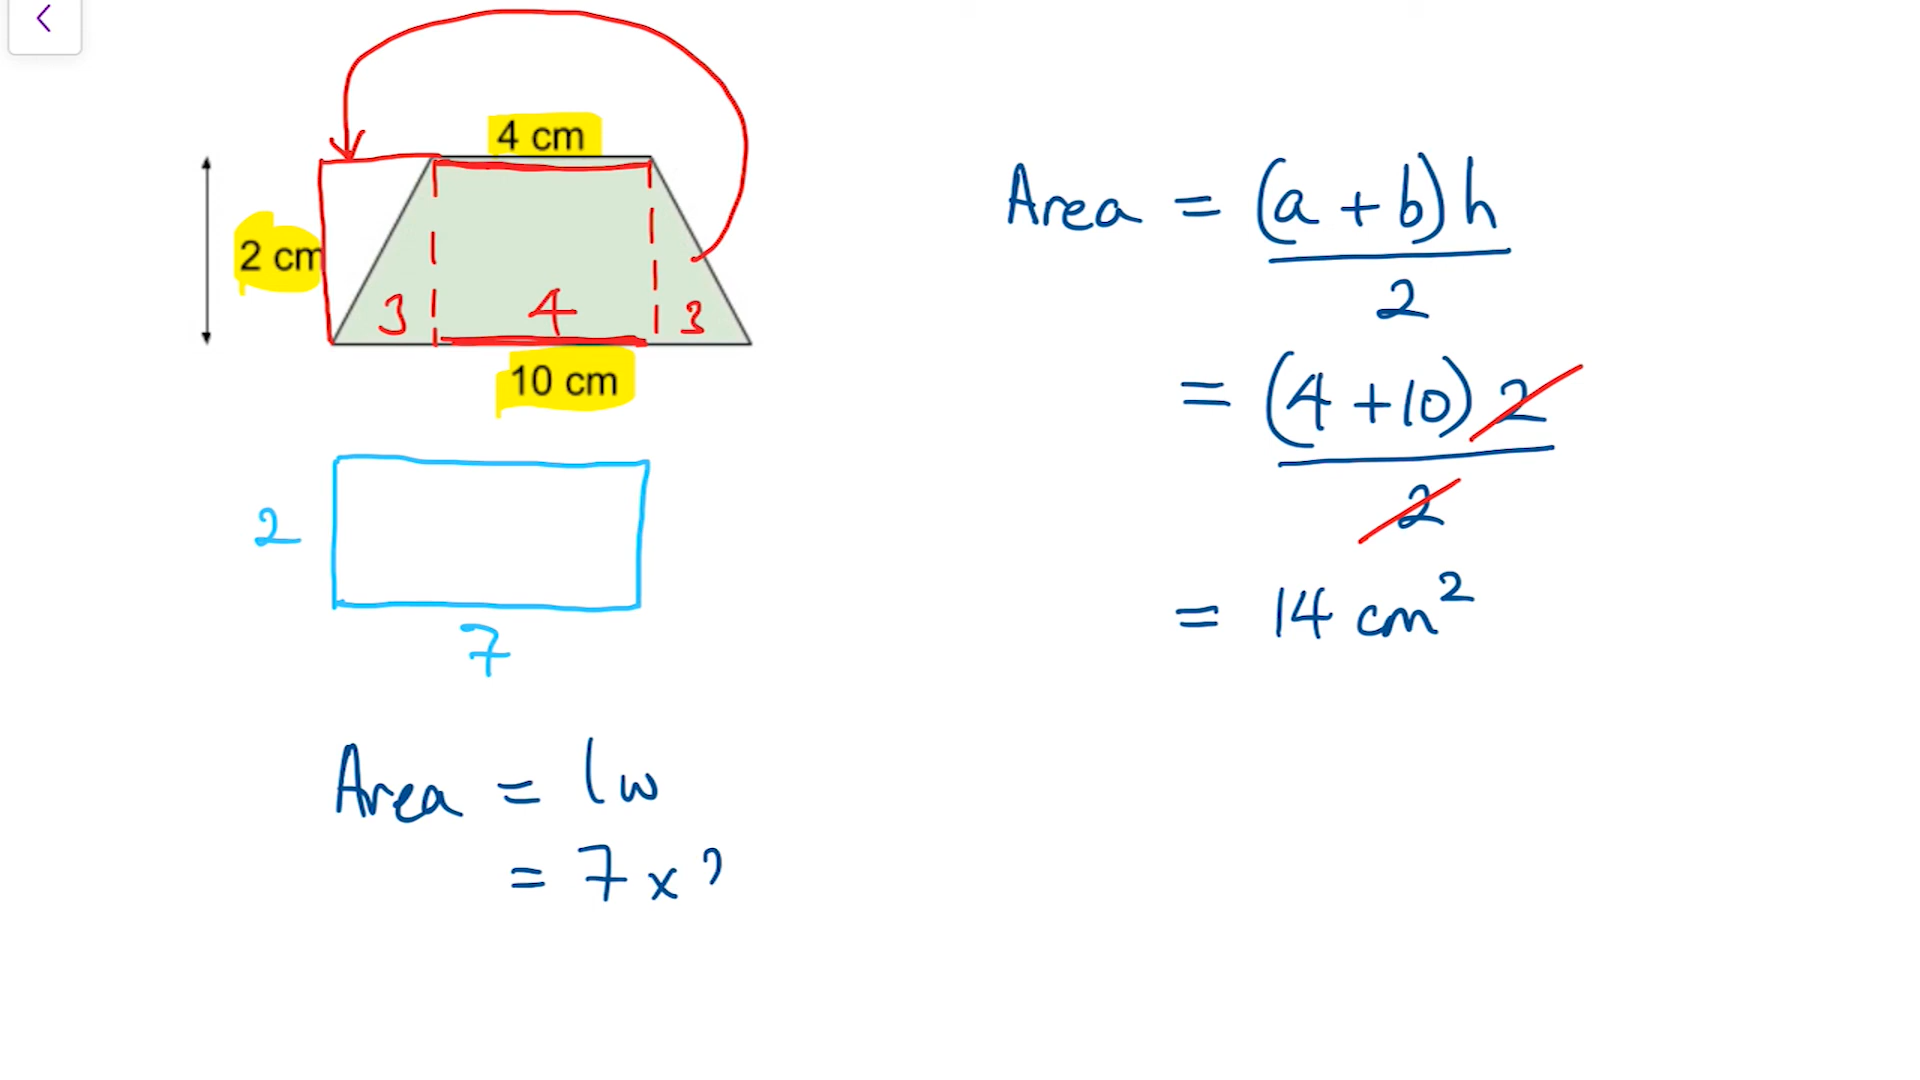 4 cm
2 cm
3 4 3
10 cm
2
7
Area = lw
= 7 x
Area = (a + b) h
2
= (4 + 10) 2
2
= 14 cm²